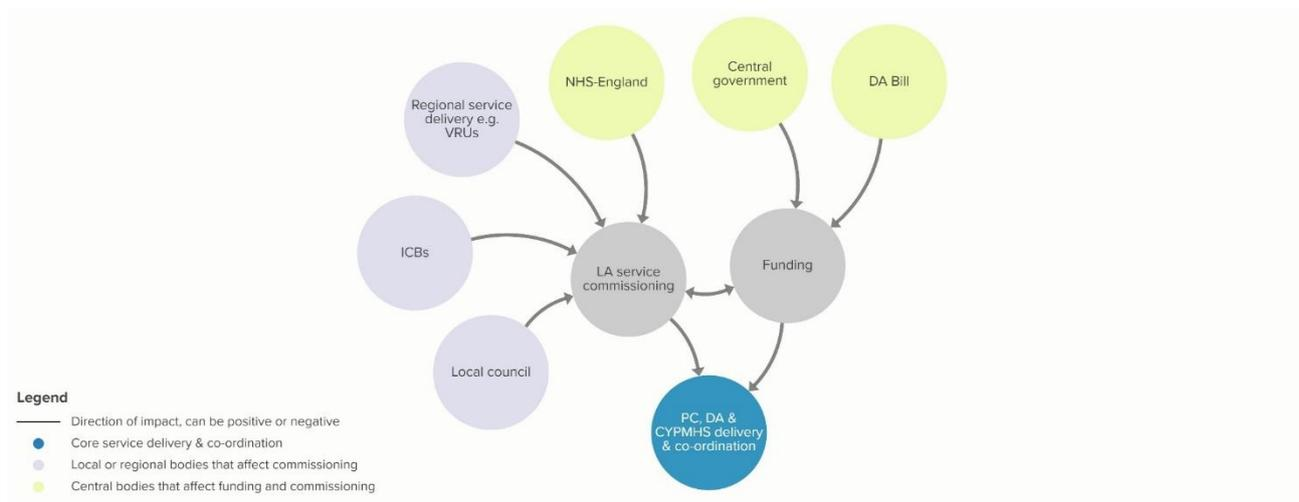 NHS-England
Central
government
DA Bill
Regional service
delivery e.g.
VRUs
ICBs
LA service
commissioning
Funding
Local council
PC, DA &
CYPMHS delivery
& co-ordination
Legend
Direction of impact, can be positive or negative
Core service delivery & co-ordination
Local or regional bodies that affect commissioning
Central bodies that affect funding and commissioning